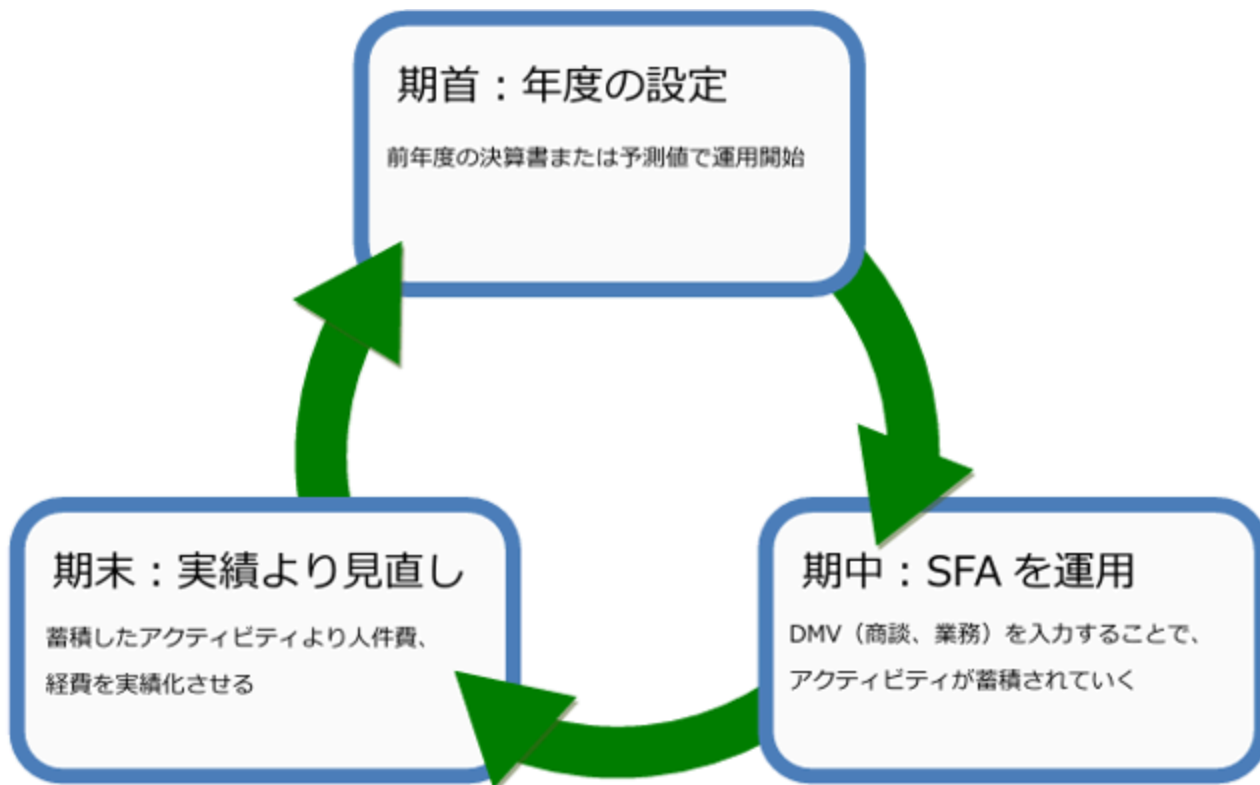 期首：年度の設定
前年度の決算書または予測値で運用開始
期中：SFA を運用
DMV（商談、業務）を入力することで、
アクティビティが蓄積されていく
期末：実績より見直し
蓄積したアクティビティより人件費、
経費を実績化させる